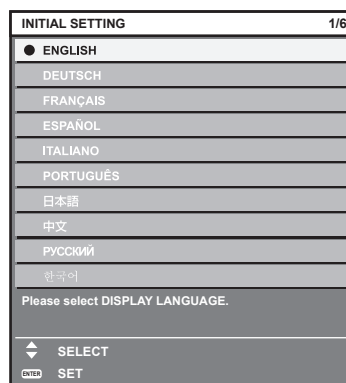 INITIAL SETTING 1/6
ENGLISH
DEUTSCH
FRANÇAIS
ESPAÑOL
ITALIANO
PORTUGUÊS
日本語
中文
РУССКИЙ
한국어
Please select DISPLAY LANGUAGE.
SELECT
ENTER SET